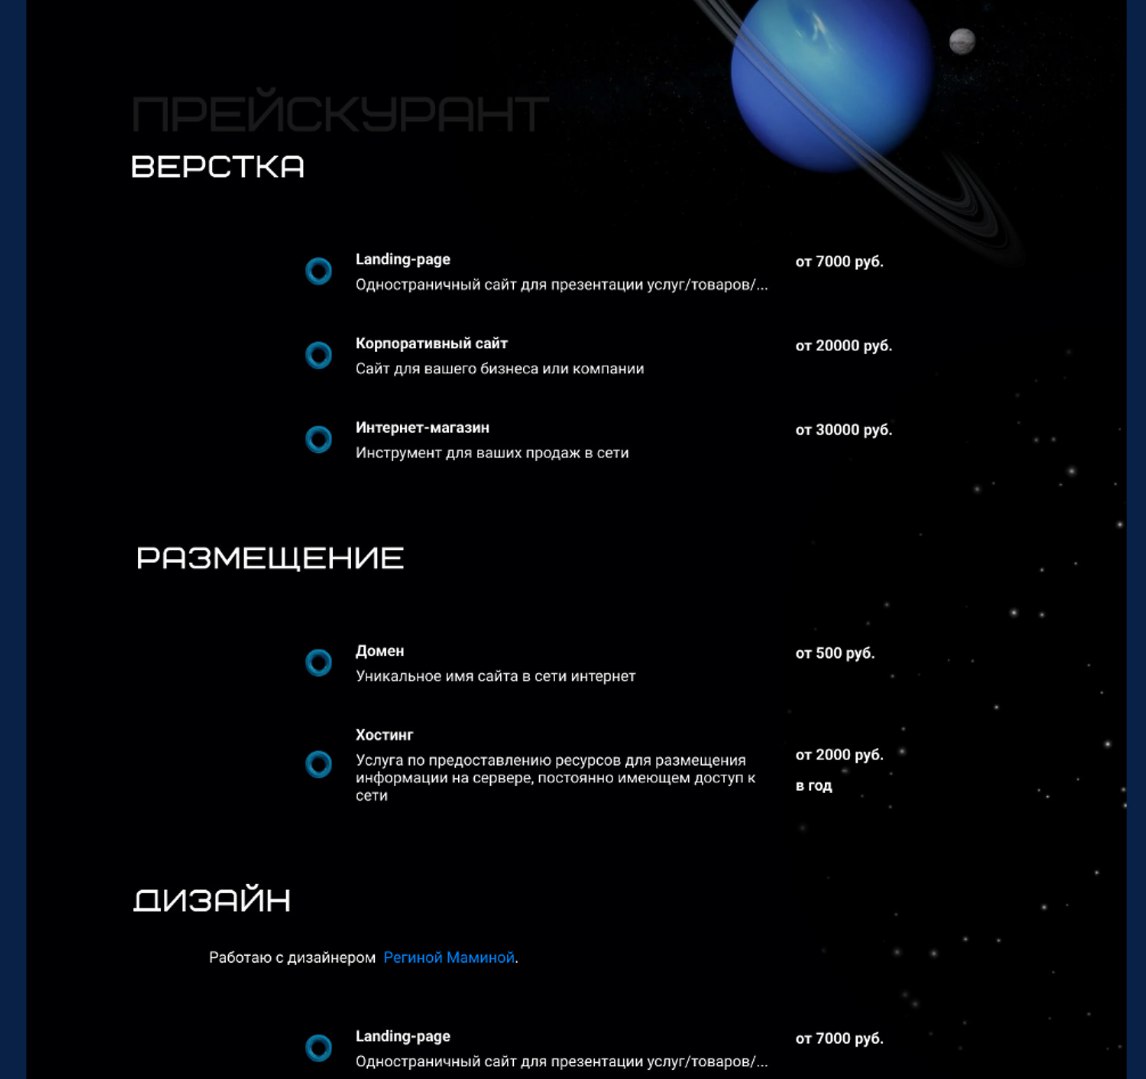 ПРЕЙСКУРАНТ
ВЕРСТКА
Landing-page
от 7000 руб.
Одностраничный сайт для презентации услуг/товаров/...
Корпоративный сайт
от 20000 руб.
Сайт для вашего бизнеса или компании
Интернет-магазин
от 30000 руб.
Инструмент для ваших продаж в сети
РАЗМЕЩЕНИЕ
Домен
от 500 руб.
Уникальное имя сайта в сети интернет
Хостинг
Услуга по предоставлению ресурсов для размещения
информации на сервере, постоянно имеющем доступ к
сети
от 2000 руб.
в год
ДИЗАЙН
Работаю с дизайнером Региной Маминой.
Landing-page
от 7000 руб.
Одностраничный сайт для презентации услуг/товаров/...